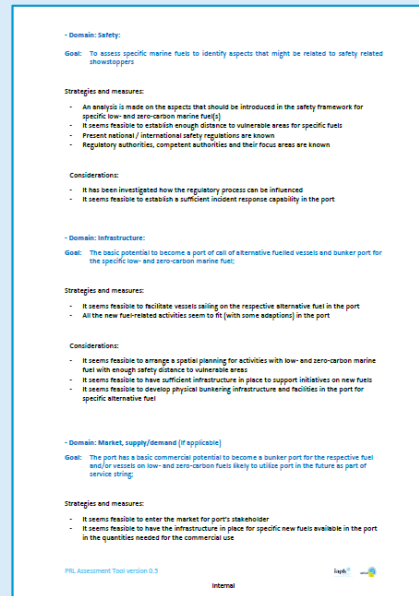 - Domain: Safety:
Goal: To assess specific marine fuels to identify aspects that might be related to safety related
showstoppers
Strategies and measures:
- An analysis is made on the aspects that should be introduced in the safety framework for
specific low- and zero-carbon marine fuel(s)
- It seems feasible to establish enough distance to vulnerable areas for specific fuels
- Present national / international safety regulations are known
- Regulatory authorities, competent authorities and their focus areas are known
Considerations:
- It has been investigated how the regulatory process can be influenced
- It seems feasible to establish a sufficient incident response capability in the port
- Domain: Infrastructure:
Goal: The basic potential to become a port of call of alternative fuelled vessels and bunker port for
the specific low- and zero-carbon marine fuel;
Strategies and measures:
- It seems feasible to facilitate vessels sailing on the respective alternative fuel in the port
- All the new fuel-related activities seem to fit (with some adaptions) in the port
Considerations:
- It seems feasible to arrange a spatial planning for activities with low- and zero-carbon marine
fuel with enough safety distance to vulnerable areas
- It seems feasible to have sufficient infrastructure in place to support initiatives on new fuels
- It seems feasible to develop physical bunkering infrastructure and facilities in the port for
specific alternative fuel
- Domain: Market, supply/demand (if applicable)
Goal: The port has a basic commercial potential to become a bunker port for the respective fuel
and/or vessels on low- and zero-carbon fuels likely to utilize port in the future as part of
service string;
Strategies and measures:
- It seems feasible to enter the market for port's stakeholder
- It seems feasible to have the infrastructure in place for specific new fuels available in the port
in the quantities needed for the commercial use
PRL Assessment Tool version 0.5
iaph
Internal